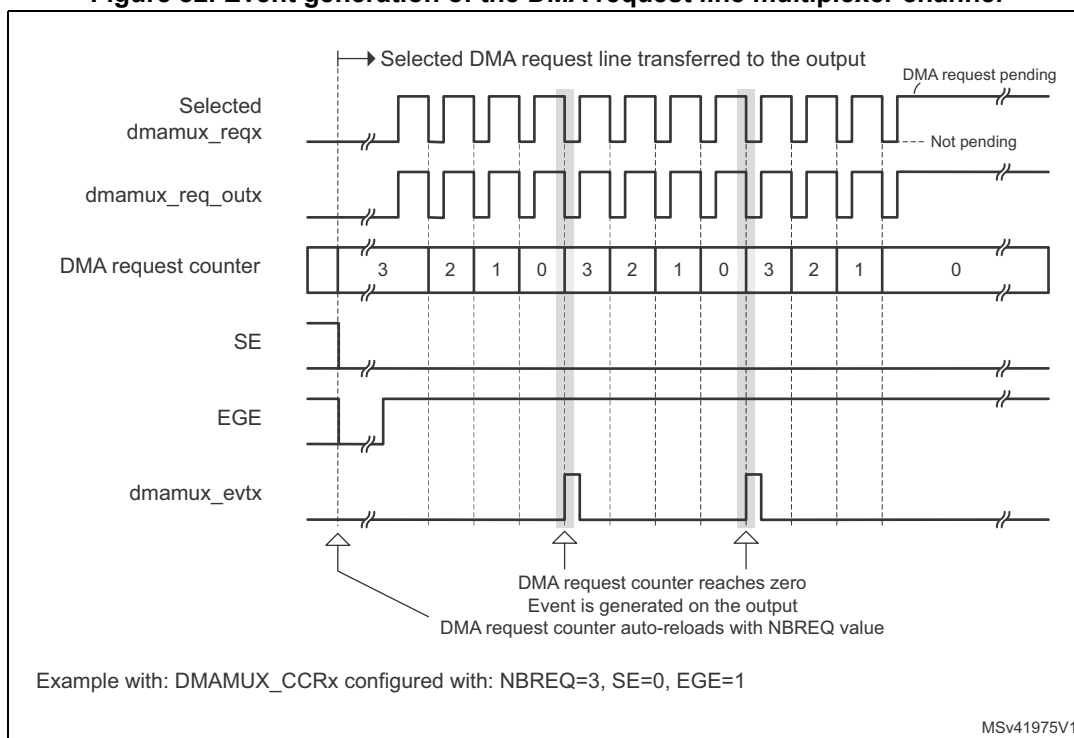 Figure 32. Event generation of the DMA request line multiplexer channel
Selected DMA request line transferred to the output
DMA request pending
Selected
dmamux_reqx
Not pending
dmamux_req_outx
DMA request counter
3 2 1 0 3 2 1 0 3 2 1 0
SE
EGE
dmamux_evtx
DMA request counter reaches zero
Event is generated on the output
DMA request counter auto-reloads with NBREQ value
Example with: DMAMUX_CCRx configured with: NBREQ=3, SE=0, EGE=1
MSv41975V1